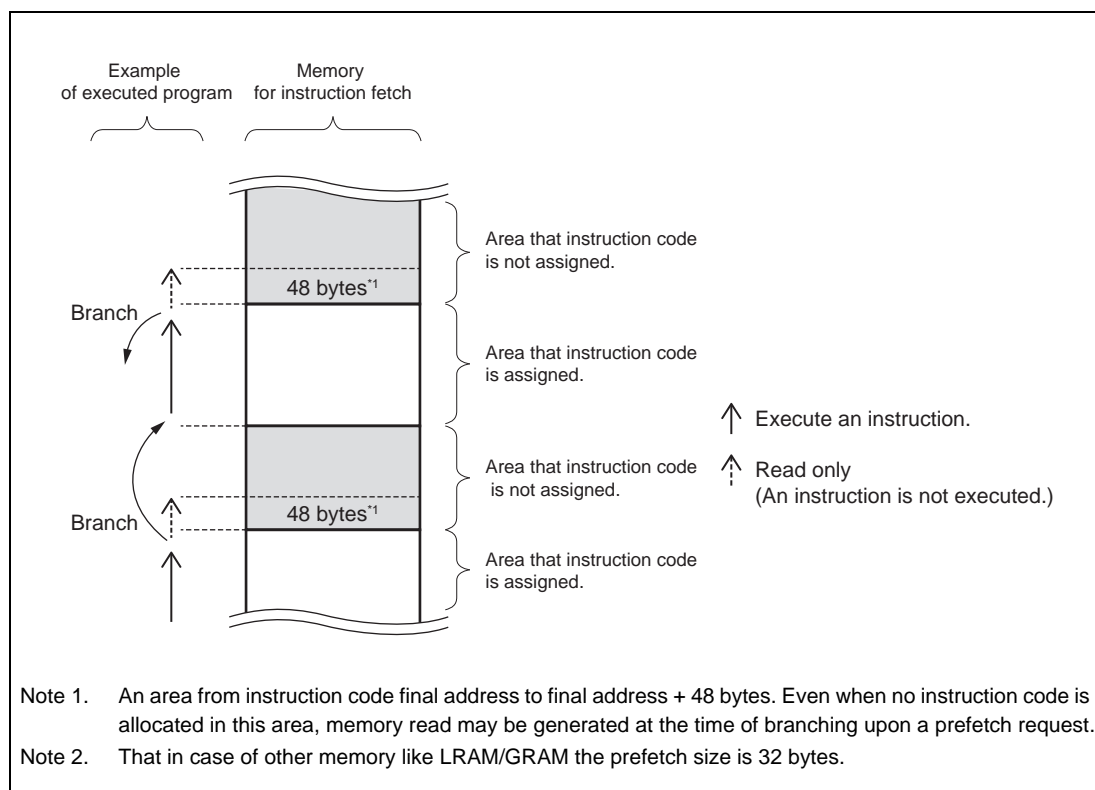 Example
of executed program
Memory
for instruction fetch
Area that instruction code
is not assigned.
48 bytes*1
Branch
Area that instruction code
is assigned.
Execute an instruction.
Area that instruction code
is not assigned.
Read only
(An instruction is not executed.)
48 bytes*1
Branch
Area that instruction code
is assigned.
Note 1. An area from instruction code final address to final address + 48 bytes. Even when no instruction code is
allocated in this area, memory read may be generated at the time of branching upon a prefetch request.
Note 2. That in case of other memory like LRAM/GRAM the prefetch size is 32 bytes.